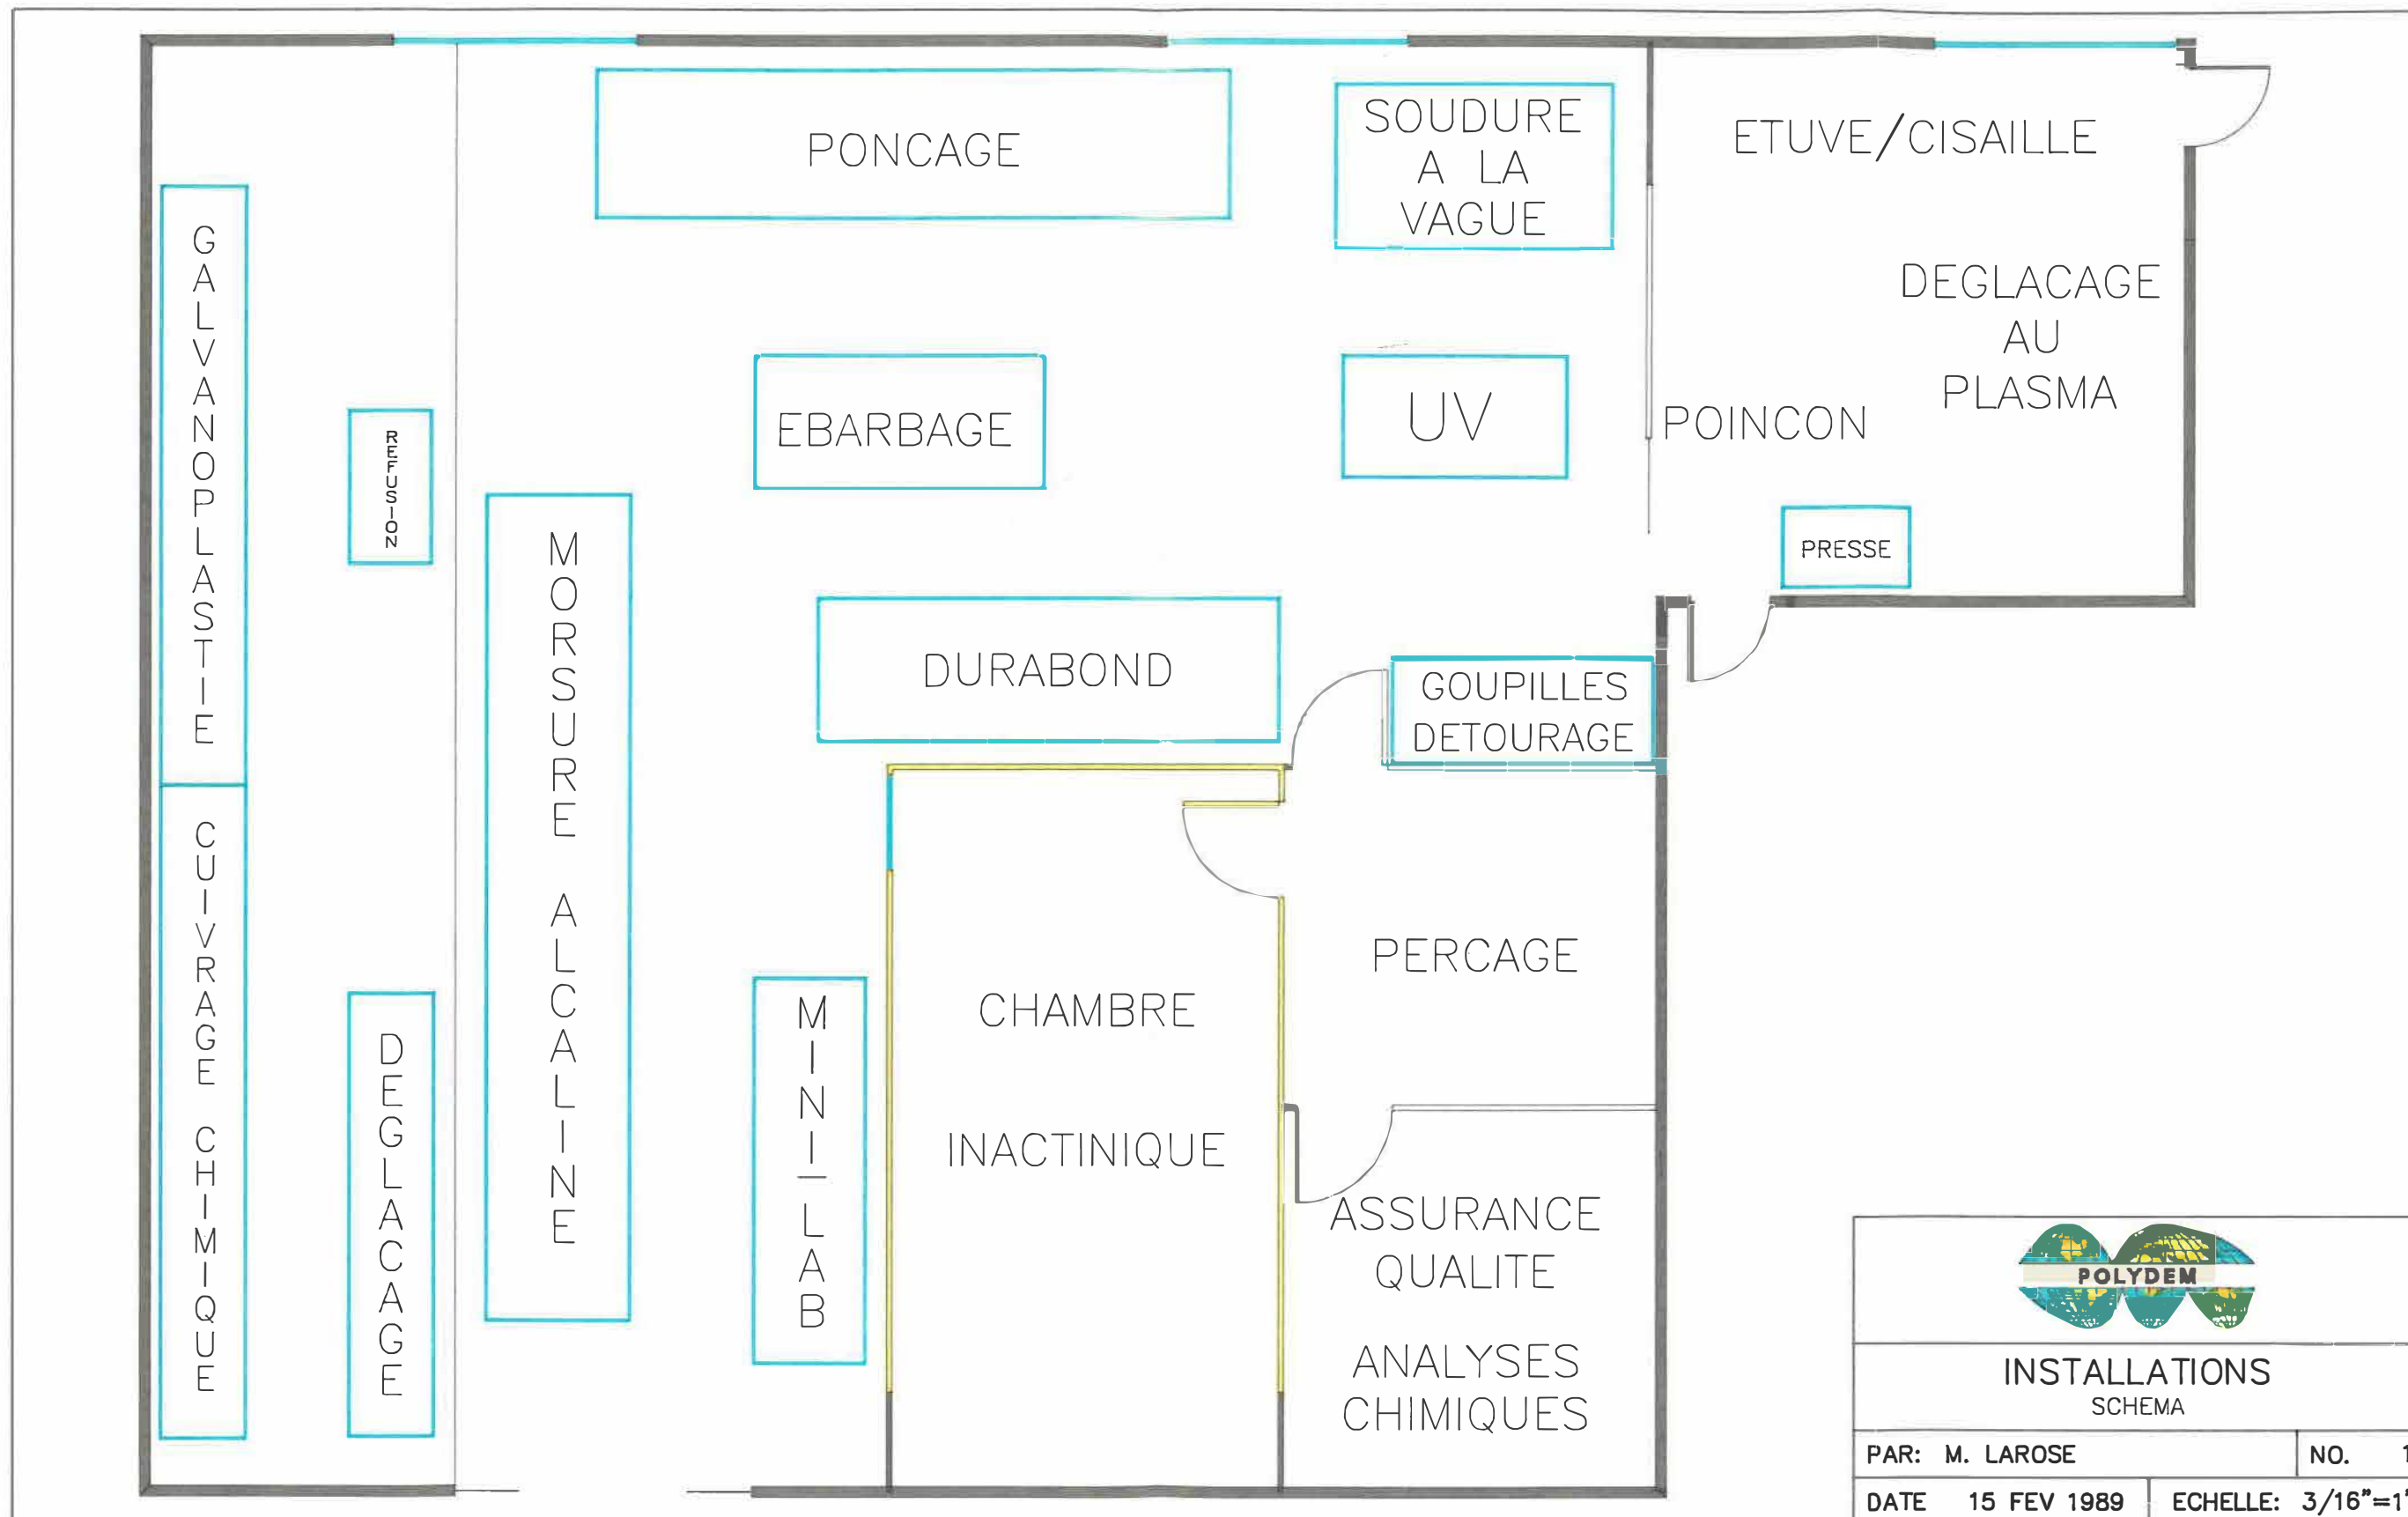 PONCAGE
SOUDURE
A LA
VAGUE
ETUVE/CISAILLE
GALVANOPLASTIE
DEGLACAGE
AU
PLASMA
REFUSION
EBARBAGE
UV
POINCON
MORSURE ALCALINE
PRESSE
DURABOND
GOUPILLES
DETOURAGE
CUIVRAGE CHIMIQUE
DEGLACAGE
MINI-LAB
CHAMBRE
INACTINIQUE
PERCAGE
ASSURANCE
QUALITE
ANALYSES
CHIMIQUES
POLYDEM
INSTALLATIONS
SCHEMA
PAR: M. LAROSE
NO. 1
DATE 15 FEV 1989
ECHELLE: 3/16"=1'